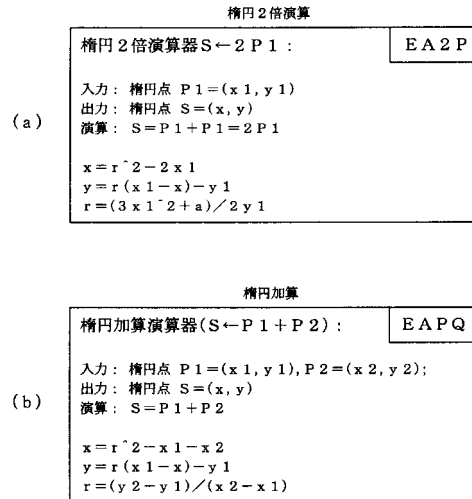 楕円2倍演算
楕円2倍演算器S←2P1:
EA2P
入力: 楕円点 P1=(x1,y1)
出力: 楕円点 S=(x,y)
演算: S=P1+P1=2P1
(a)
x=r^2-2x1
y=r(x1-x)-y1
r=(3x1^2+a)/2y1
楕円加算
楕円加算演算器(S←P1+P2):
EAPQ
入力: 楕円点 P1=(x1,y1),P2=(x2,y2);
出力: 楕円点 S=(x,y)
(b)
演算: S=P1+P2
x=r^2-x1-x2
y=r(x1-x)-y1
r=(y2-y1)/(x2-x1)